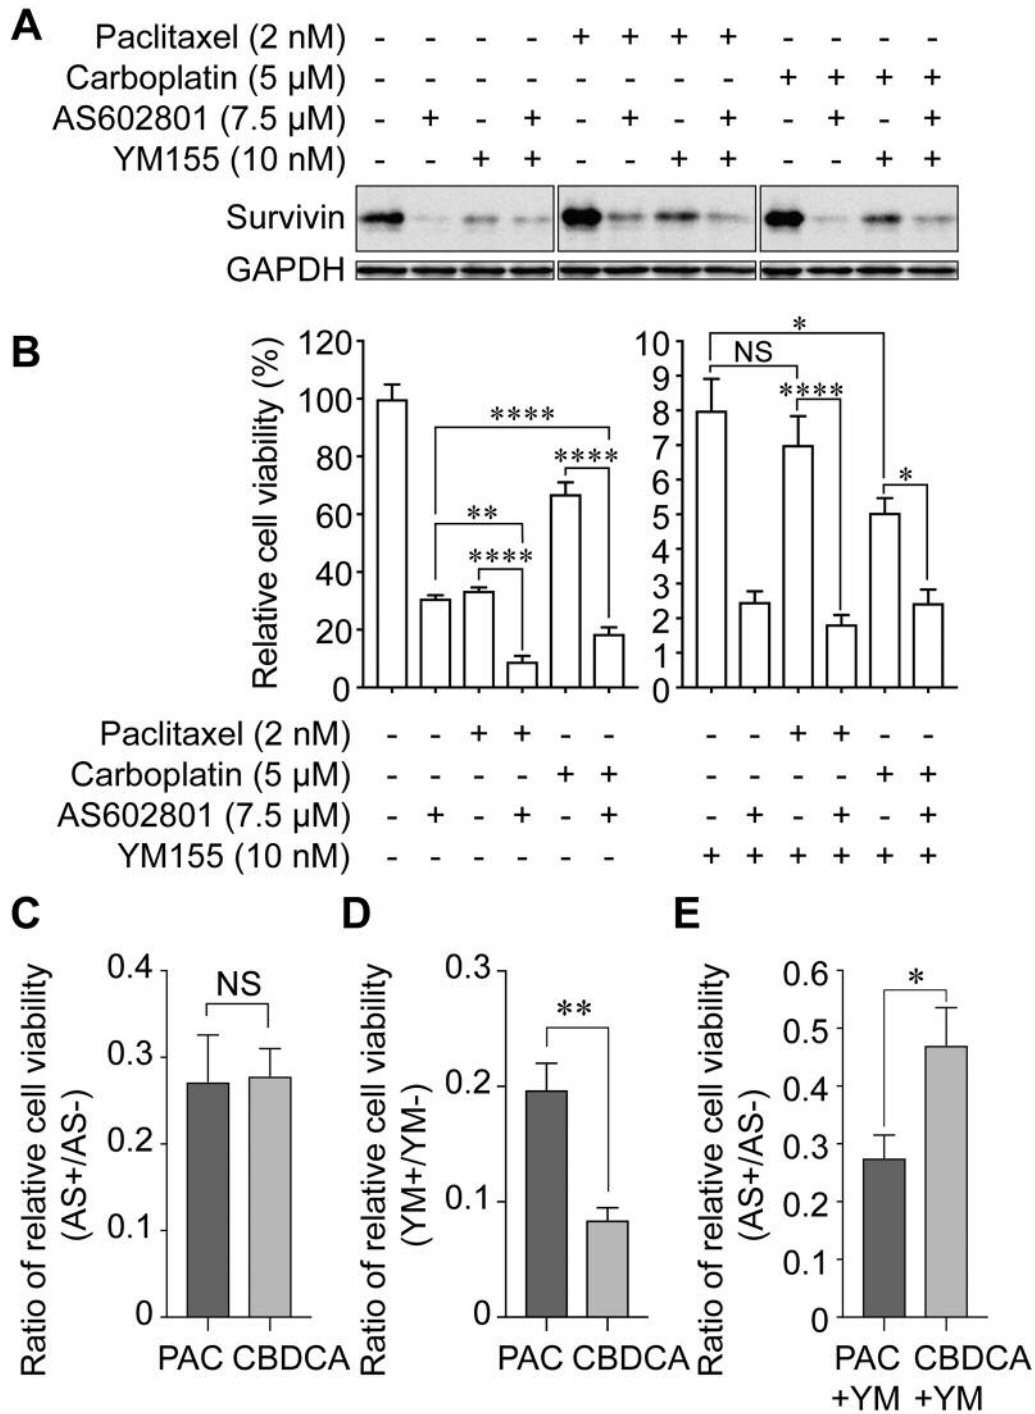 A
Paclitaxel (2 nM) - - - - + + + + - - - -
Carboplatin (5 µM) - - - - - - - - + + + +
AS602801 (7.5 µM) - + - + - + - + - + - +
YM155 (10 nM) - - + + - - + + - - + +
Survivin
GAPDH
B
Relative cell viability (%)
120
100
80
60
40
20
0
****
****
**
****
10
9
8
7
6
5
4
3
2
1
0
*
NS
****
*
Paclitaxel (2 nM) - - + + - - - - + + - -
Carboplatin (5 µM) - - - - + + - - - - + +
AS602801 (7.5 µM) - + - + - + - + - + - +
YM155 (10 nM) - - - - - - + + + + + +
C
Ratio of relative cell viability
(AS+/AS-)
0.4
0.3
0.2
0.1
0
NS
PAC CBDCA
D
Ratio of relative cell viability
(YM+/YM-)
0.3
0.2
0.1
0
**
PAC CBDCA
E
Ratio of relative cell viability
(AS+/AS-)
0.6
0.5
0.4
0.3
0.2
0.1
0
*
PAC CBDCA
+YM +YM